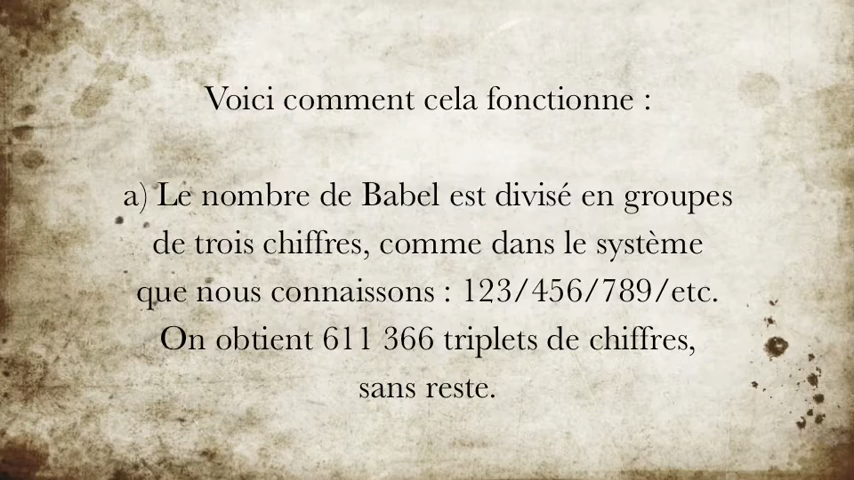 Voici comment cela fonctionne :
a) Le nombre de Babel est divisé en groupes
de trois chiffres, comme dans le système
que nous connaissons : 123/456/789/etc.
On obtient 611 366 triplets de chiffres,
sans reste.